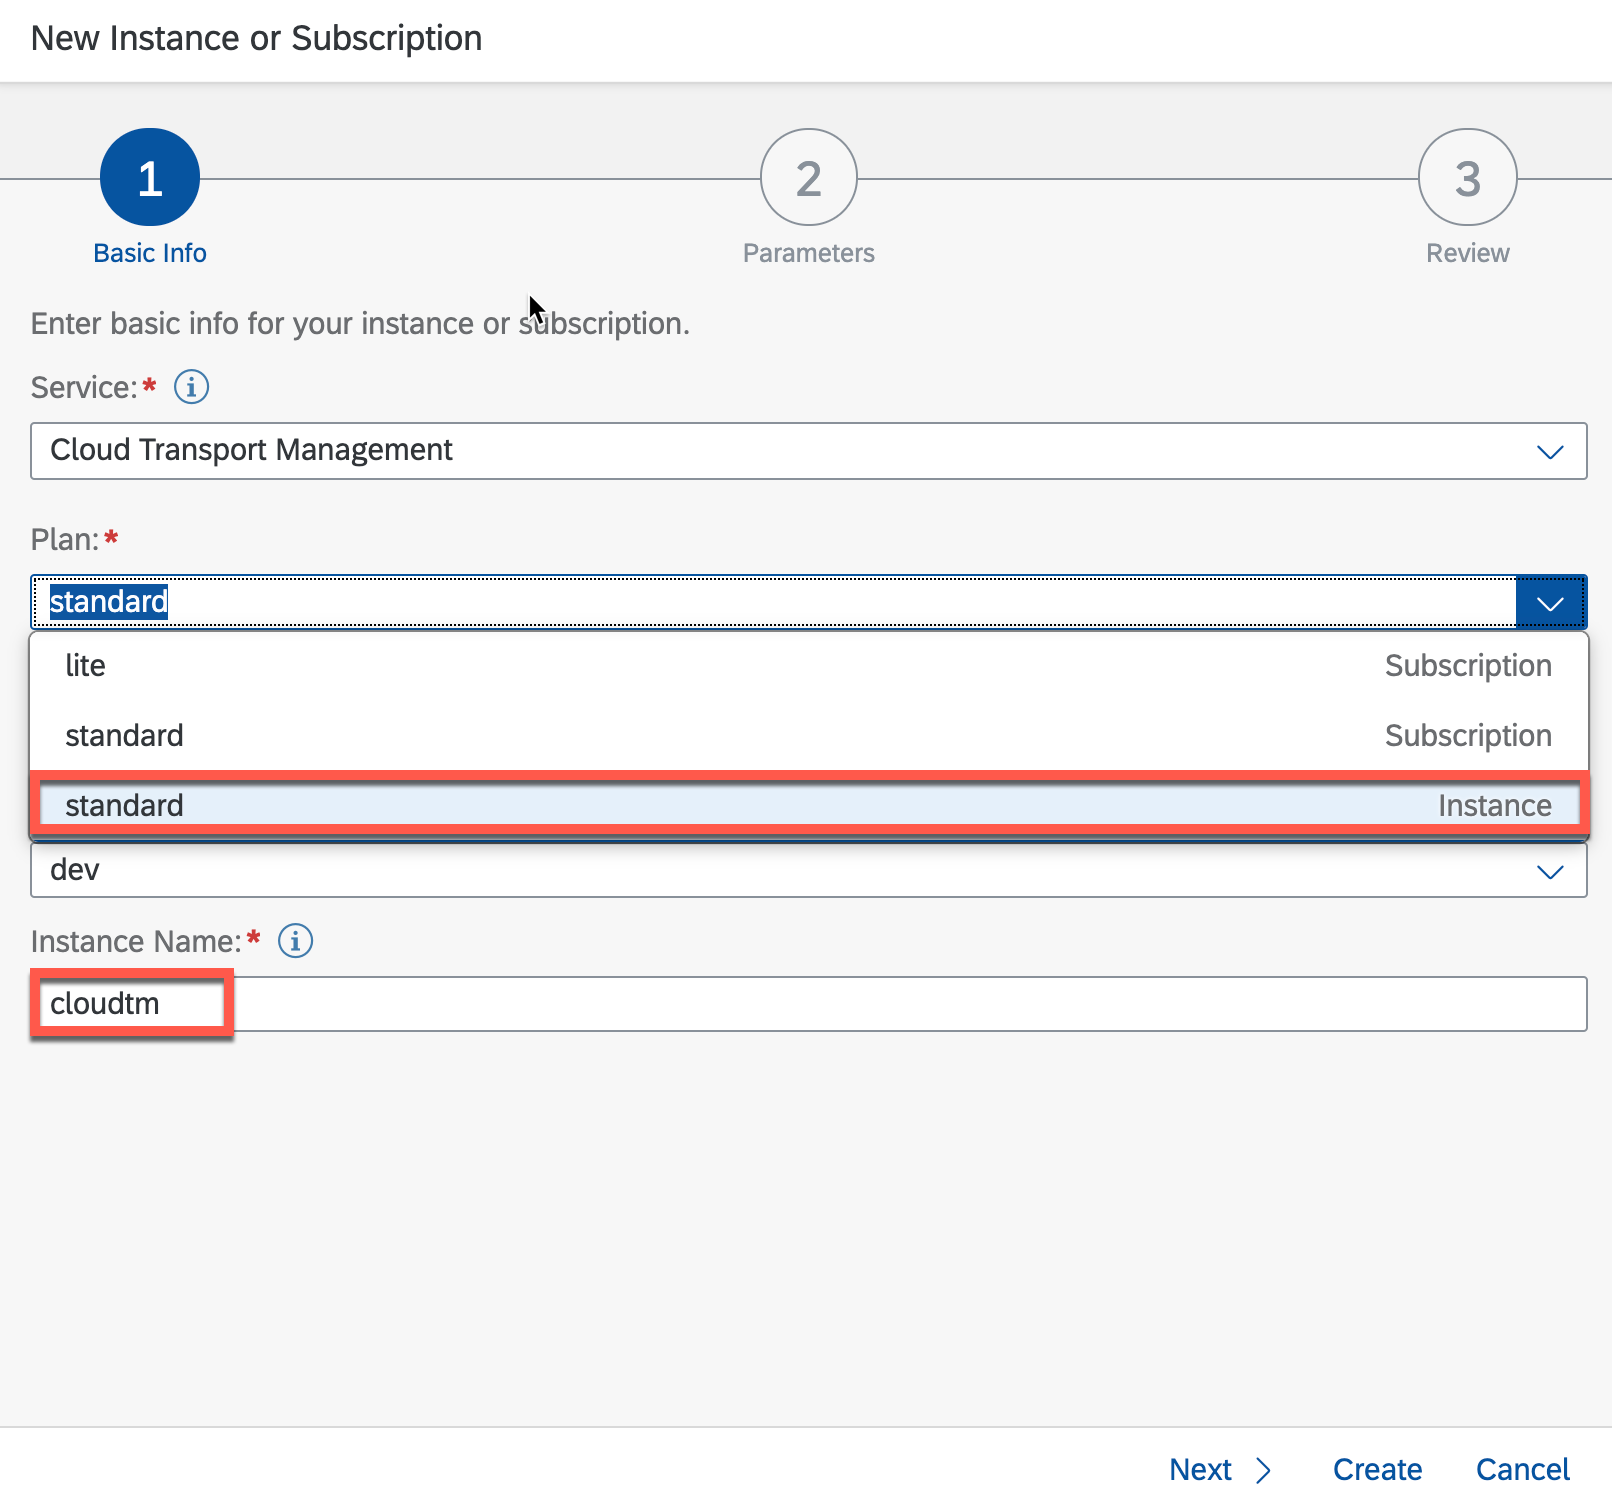 New Instance or Subscription
1 2 3
Basic Info Parameters Review
Enter basic info for your instance or subscription.
Service:*
Cloud Transport Management
Plan:*
standard
lite Subscription
standard Subscription
standard Instance
dev
Instance Name:*
cloudtm
Next Create Cancel